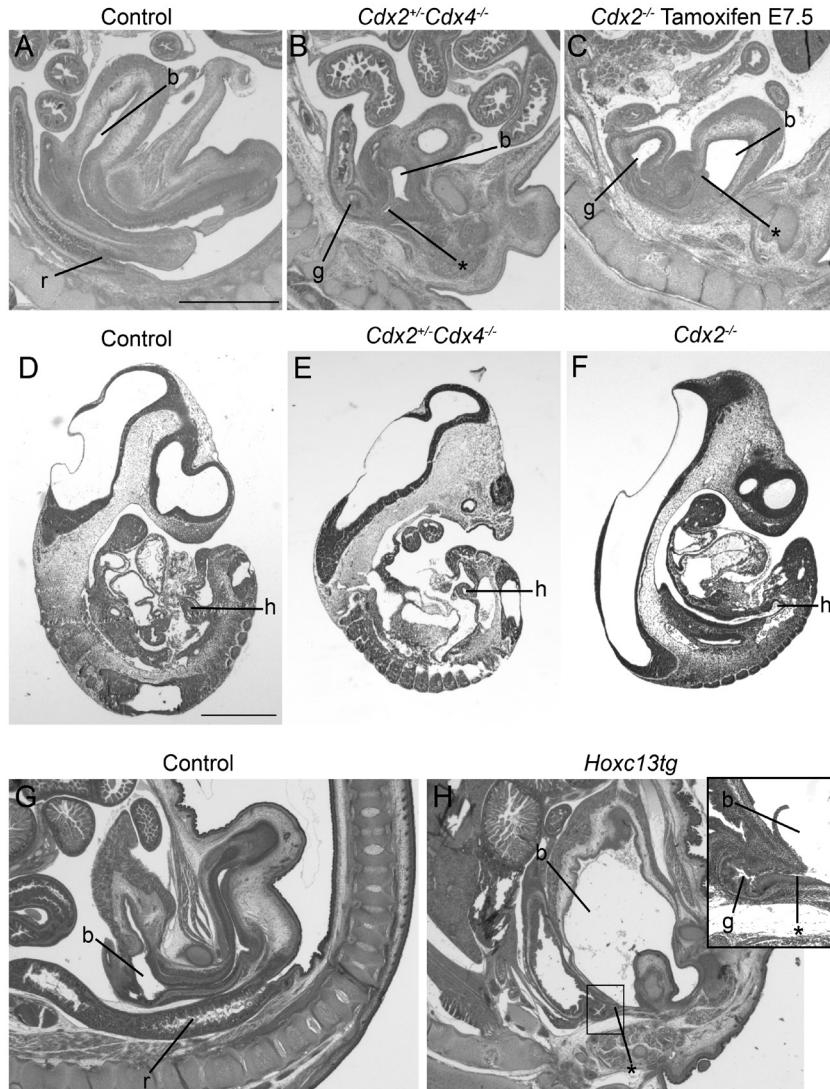 Control
Cdx2+/-Cdx4-/-
Cdx2-/- Tamoxifen E7.5
A
b
r
B
b
g
*
C
b
g
*
Control
Cdx2+/-Cdx4-/-
Cdx2-/-
D
h
E
h
F
h
Control
Hoxc13tg
G
b
r
H
b
*
b
g
*